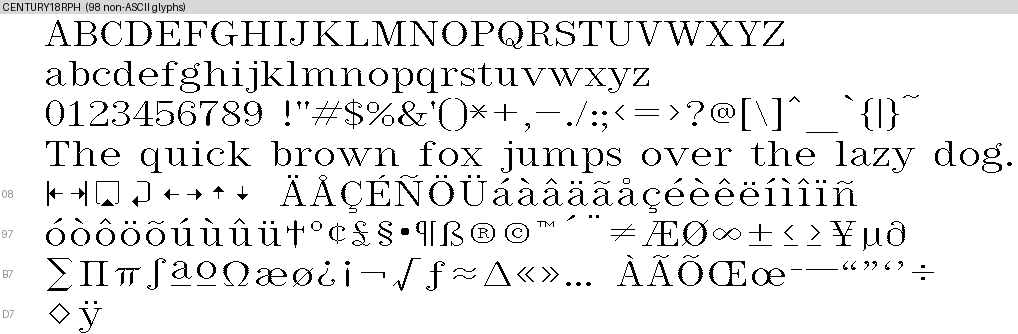 CENTURY18RPH (98 non-ASCII glyphs)
ABCDEFGHIJKLMNOPQRSTUVWXYZ
abcdefghijklmnopqrstuvwxyz
0123456789 !"#$%&'()*+,−./:;<=>?@[\]^_`{|}~
The quick brown fox jumps over the lazy dog.
08 ⇤⇥ ←→↑↓ ÄÅÇÉÑÖÜáàâäãåçéèêëíìîïñ
97 óòôöõúùûü†°¢£§•¶ß®©™´¨≠ÆØ∞±≤≥¥µ∂
B7 ∑∏π∫ªºΩæø¿¡¬√ƒ≈∆«»… ÀÃÕŒœ–—“”‘’÷
D7 ◊ÿ